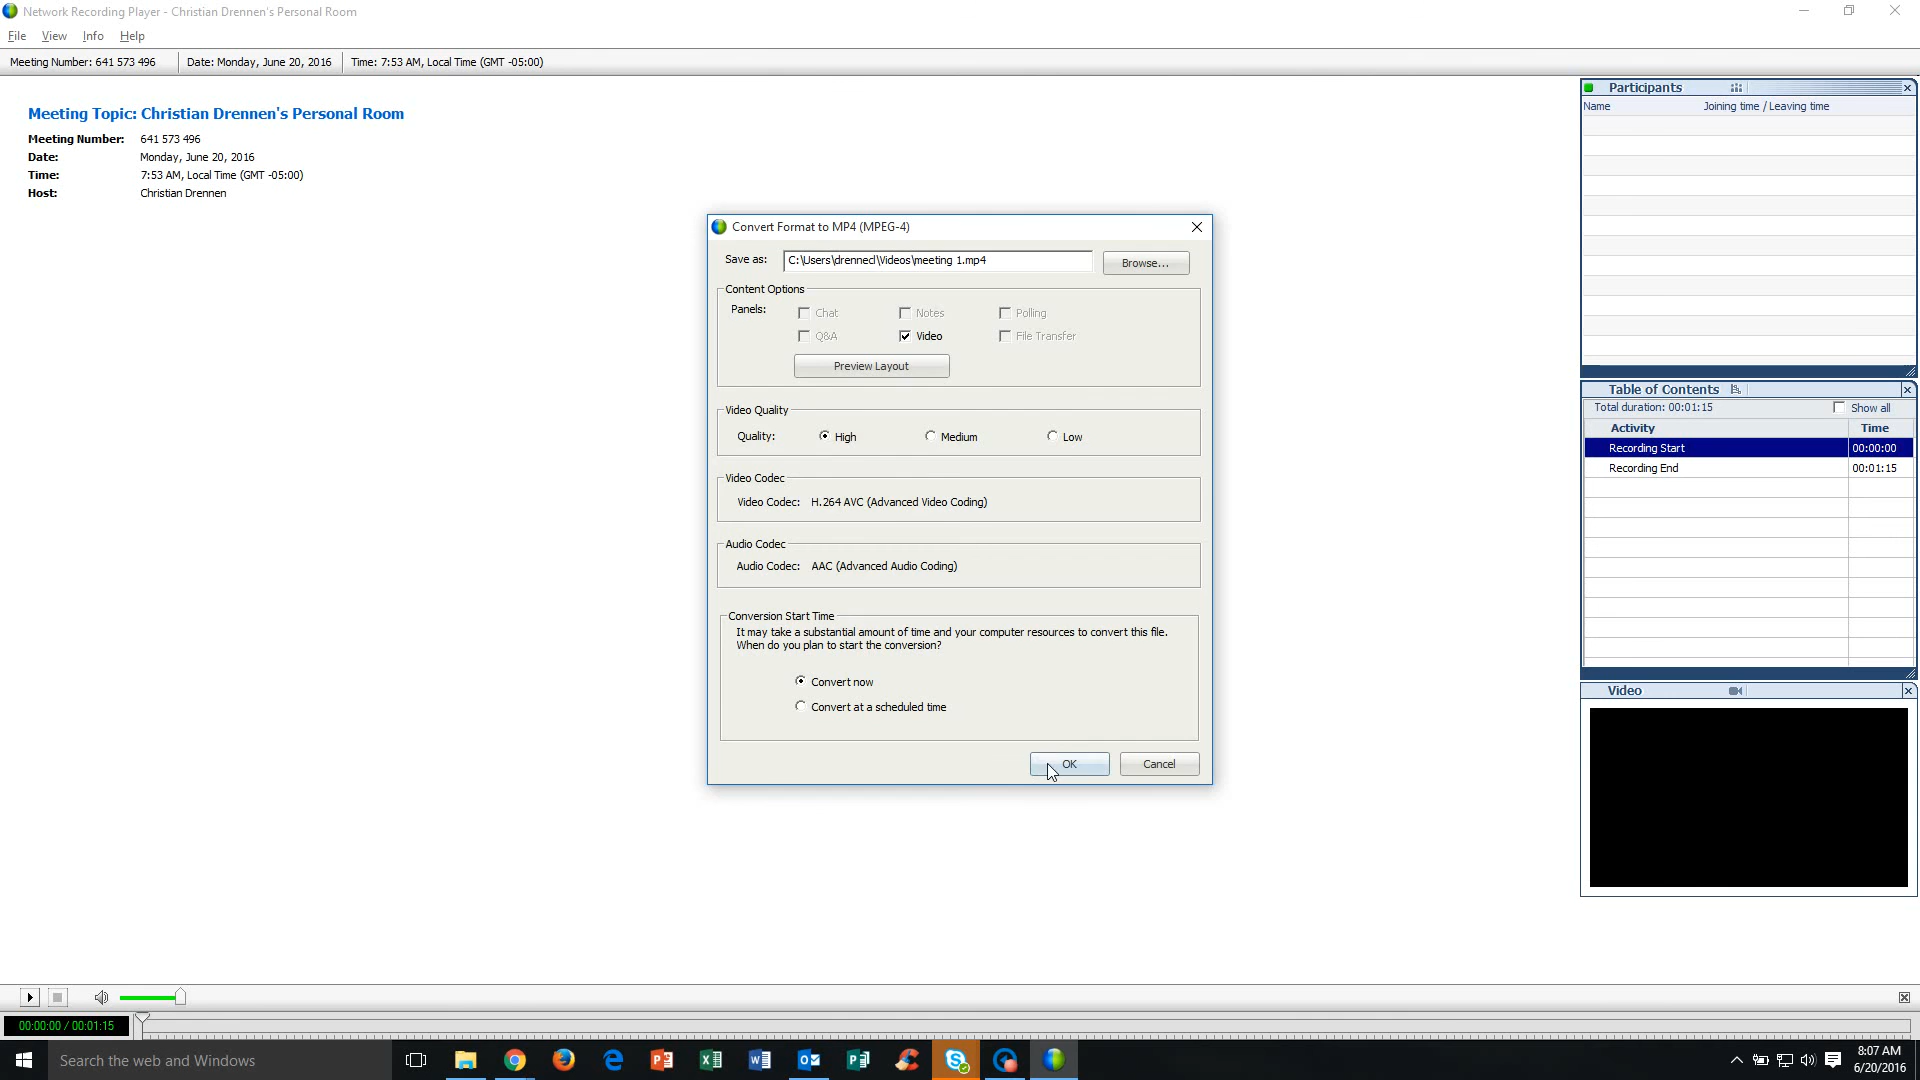 Network Recording Player - Christian Drennen's Personal Room
File View Info Help
Meeting Number: 641 573 496 Date: Monday, June 20, 2016 Time: 7:53 AM, Local Time (GMT -05:00)
Meeting Topic: Christian Drennen's Personal Room
Meeting Number: 641 573 496
Date: Monday, June 20, 2016
Time: 7:53 AM, Local Time (GMT -05:00)
Host: Christian Drennen
Convert Format to MP4 (MPEG-4)
Save as: C:\Users\drennecl\Videos\meeting 1.mp4 Browse...
Content Options
Panels: Chat Notes Polling
Q&A Video File Transfer
Preview Layout
Video Quality
Quality: High Medium Low
Video Codec
Video Codec: H.264 AVC (Advanced Video Coding)
Audio Codec
Audio Codec: AAC (Advanced Audio Coding)
Conversion Start Time
It may take a substantial amount of time and your computer resources to convert this file.
When do you plan to start the conversion?
Convert now
Convert at a scheduled time
OK Cancel
Participants
Name Joining time / Leaving time
Table of Contents
Total duration: 00:01:15 Show all
Activity Time
Recording Start 00:00:00
Recording End 00:01:15
Video
00:00:00 / 00:01:15
Search the web and Windows
8:07 AM
6/20/2016